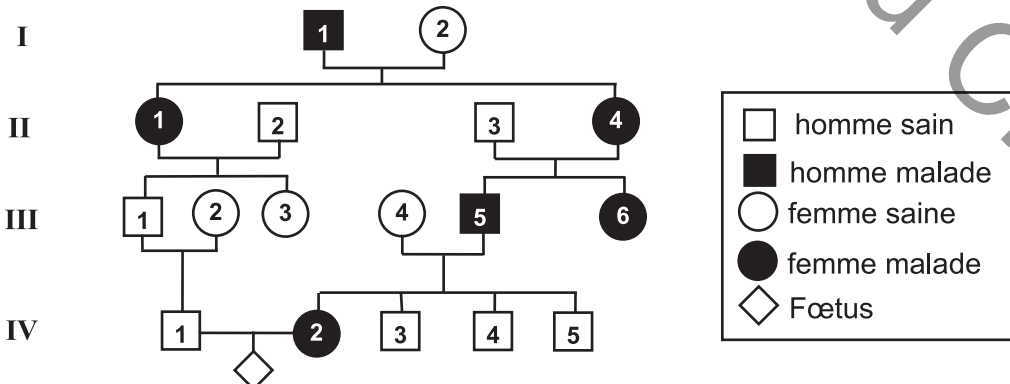 I
1 2
II
1 2 3 4
III
1 2 3 4 5 6
IV
1 2 3 4 5
homme sain
homme malade
femme saine
femme malade
Fœtus